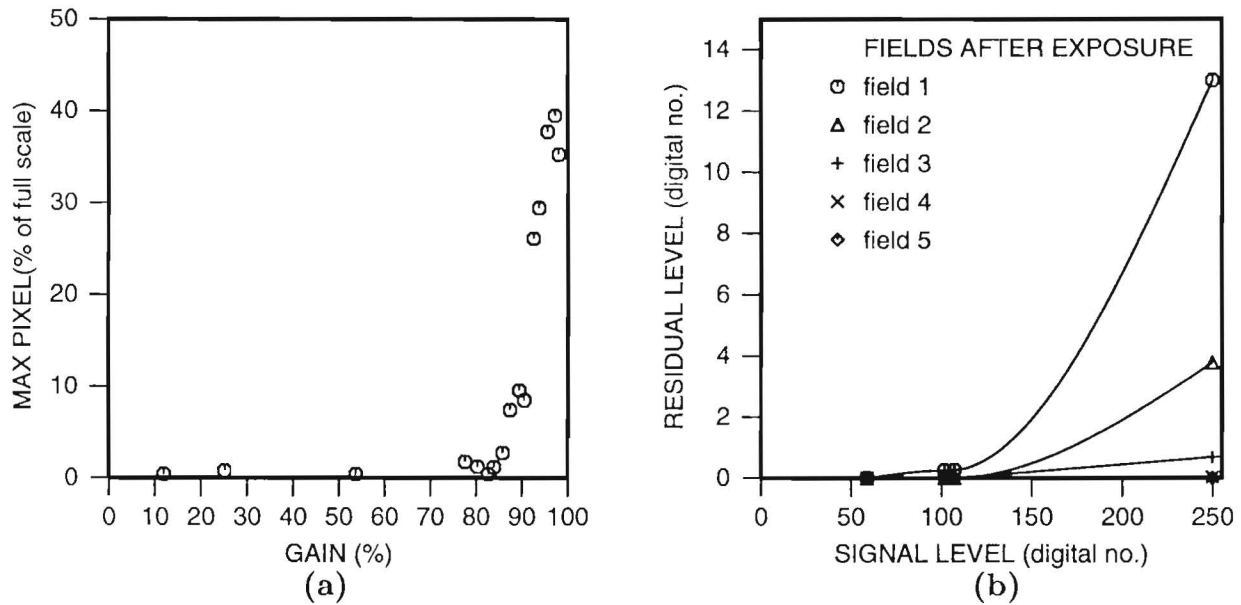 50
40
30
20
10
0
MAX PIXEL(% of full scale)
0 10 20 30 40 50 60 70 80 90 100
GAIN (%)
(a)
14
12
10
8
6
4
2
0
RESIDUAL LEVEL (digital no.)
FIELDS AFTER EXPOSURE
field 1
field 2
field 3
field 4
field 5
0 50 100 150 200 250
SIGNAL LEVEL (digital no.)
(b)